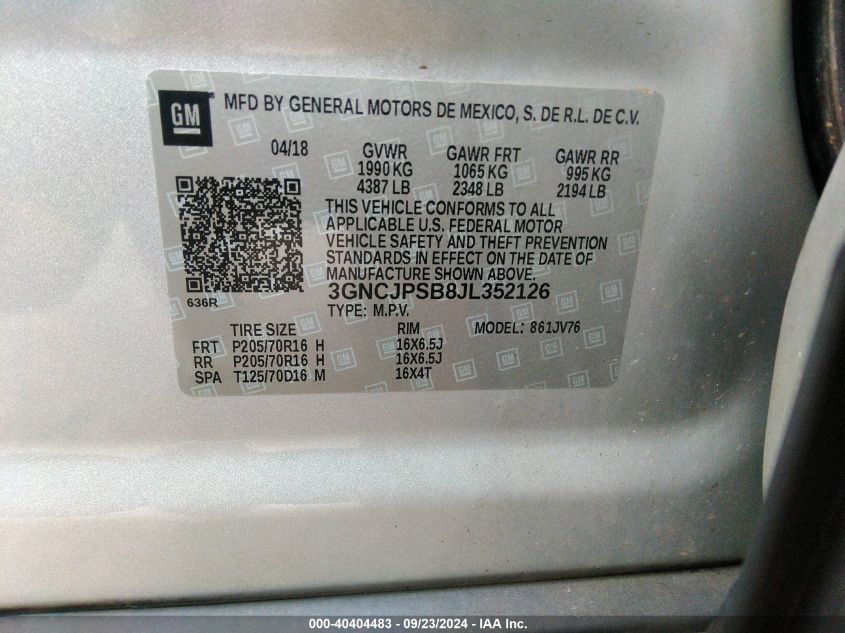 GM
MFD BY GENERAL MOTORS DE MEXICO, S. DE R.L. DE C.V.
04/18 GVWR GAWR FRT GAWR RR
1990 KG 1065 KG 995 KG
4387 LB 2348 LB 2194 LB
THIS VEHICLE CONFORMS TO ALL
APPLICABLE U.S. FEDERAL MOTOR
VEHICLE SAFETY AND THEFT PREVENTION
STANDARDS IN EFFECT ON THE DATE OF
MANUFACTURE SHOWN ABOVE.
636R 3GNCJPSB8JL352126
TYPE: M.P.V.
TIRE SIZE RIM MODEL: 861JV76
FRT P205/70R16 H 16X6.5J
RR P205/70R16 H 16X6.5J
SPA T125/70D16 M 16X4T
000-40404483 - 09/23/2024 - IAA Inc.